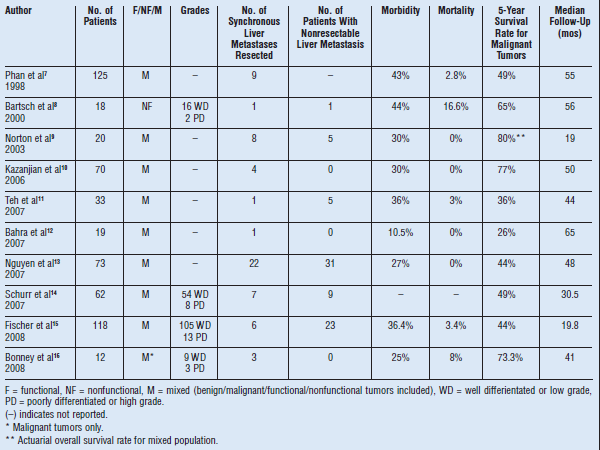 Author No. of Patients F/NF/M Grades No. of Synchronous Liver Metastases Resected No. of Patients With Nonresectable Liver Metastasis Morbidity Mortality 5-Year Survival Rate for Malignant Tumors Median Follow-Up (mos)
Phan et al7 1998 125 M – 9 – 43% 2.8% 49% 55
Bartsch et al8 2000 18 NF 16 WD 2 PD 1 1 44% 16.6% 65% 56
Norton et al9 2003 20 M – 8 5 30% 0% 80%** 19
Kazanjian et al10 2006 70 M – 4 0 30% 0% 77% 50
Teh et al11 2007 33 M – 1 5 36% 3% 36% 44
Bahra et al12 2007 19 M – 1 0 10.5% 0% 26% 65
Nguyen et al13 2007 73 M – 22 31 27% 0% 44% 48
Schurr et al14 2007 62 M 54 WD 8 PD 7 9 – – 49% 30.5
Fischer et al15 2008 118 M 105 WD 13 PD 6 23 36.4% 3.4% 44% 19.8
Bonney et al16 2008 12 M* 9 WD 3 PD 3 0 25% 8% 73.3% 41
F = functional, NF = nonfunctional, M = mixed (benign/malignant/functional/nonfunctional tumors included), WD = well differientated or low grade,
PD = poorly differentiated or high grade.
(–) indicates not reported.
* Malignant tumors only.
** Actuarial overall survival rate for mixed population.